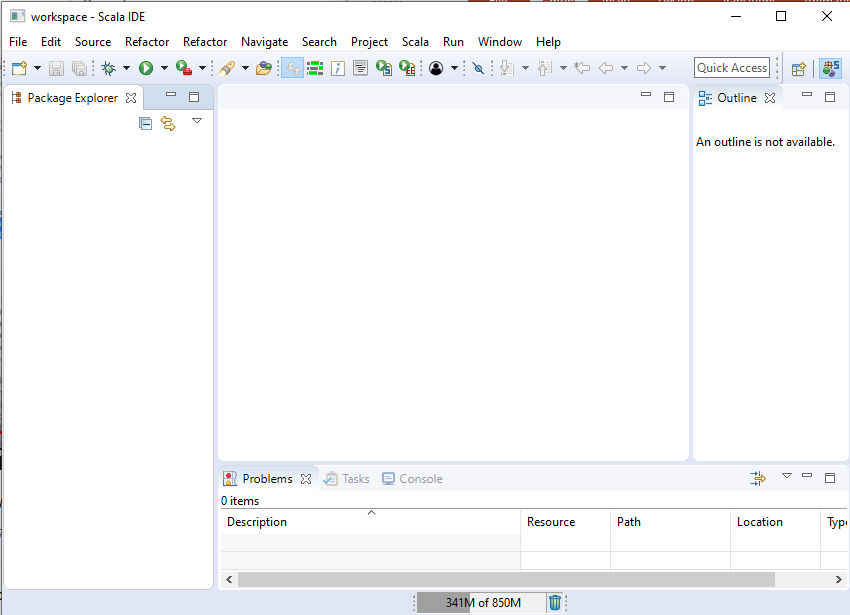 workspace - Scala IDE
File Edit Source Refactor Refactor Navigate Search Project Scala Run Window Help
Quick Access
Package Explorer
Outline
An outline is not available.
Problems Tasks Console
0 items
Description Resource Path Location Type
341M of 850M